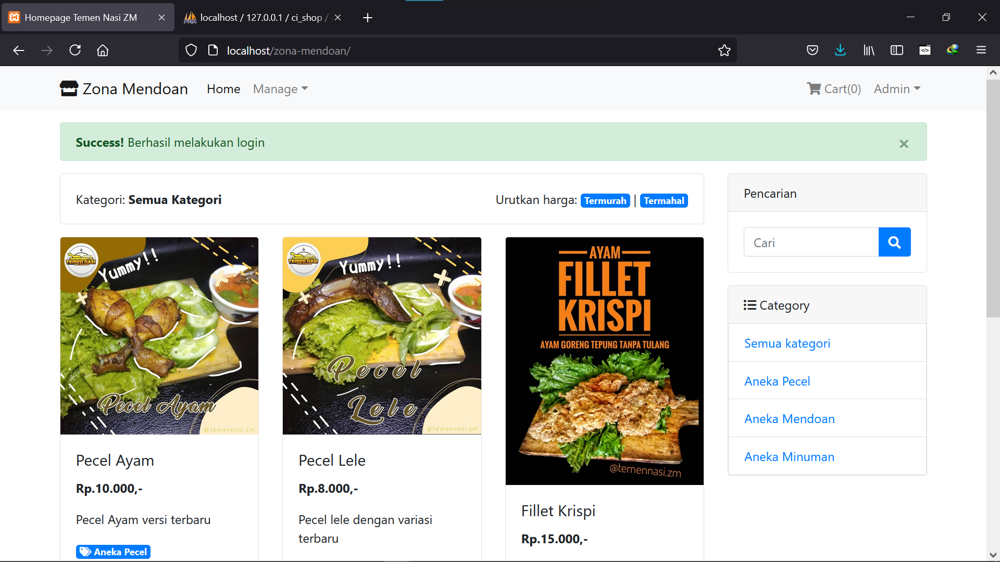 Homepage Temen Nasi ZM
localhost / 127.0.0.1 / ci_shop /
localhost/zona-mendoan/
Zona Mendoan
Home
Manage
Cart(0)
Admin
Success! Berhasil melakukan login
×
Kategori: Semua Kategori
Urutkan harga: Termurah | Termahal
Pencarian
Cari
Category
Semua kategori
Aneka Pecel
Aneka Mendoan
Aneka Minuman
TEMEN NASI
Yummy!!
Pecel Ayam
@temennasi.zm
Pecel Ayam
Rp.10.000,-
Pecel Ayam versi terbaru
Aneka Pecel
TEMEN NASI
Yummy!!
Pecel
Lele
@temennasi.zm
Pecel Lele
Rp.8.000,-
Pecel lele dengan variasi
terbaru
AYAM
FILLET
KRISPI
AYAM GORENG TEPUNG TANPA TULANG
@temennasi.zm
Fillet Krispi
Rp.15.000,-